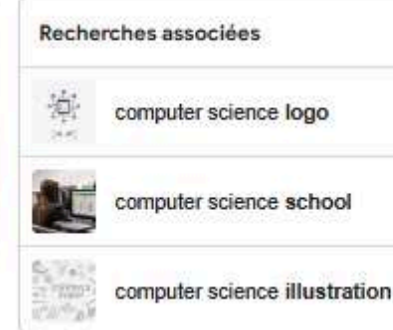 Recherches associées
computer science logo
computer science school
computer science illustration